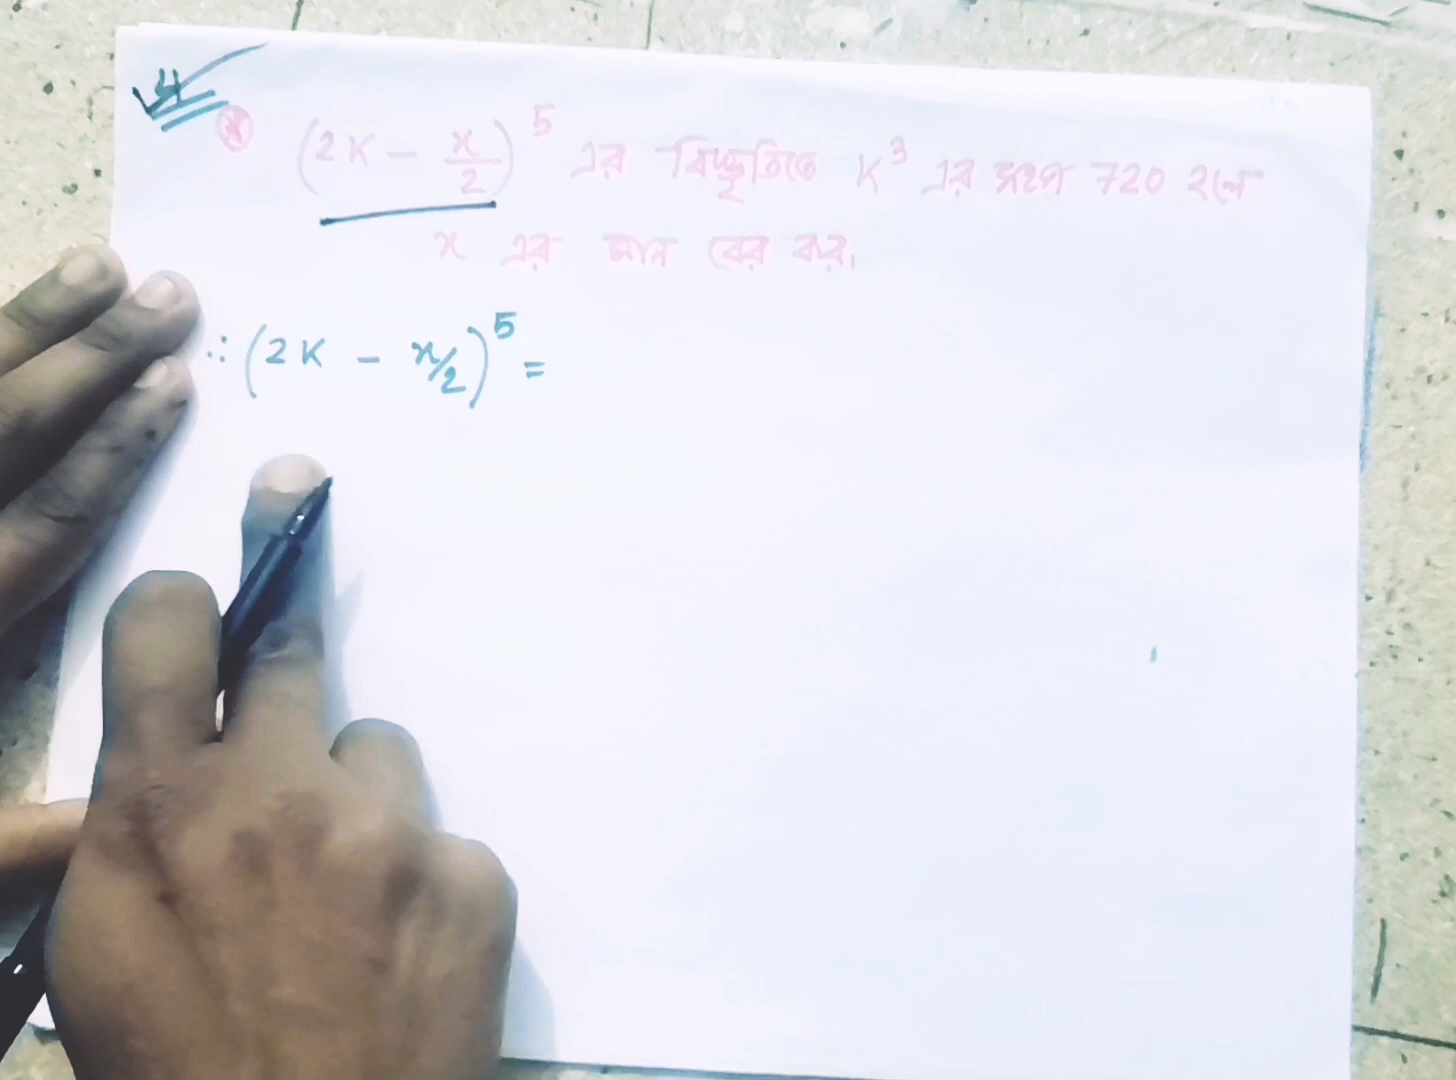 (2K - x/2)^5 এর বিস্তৃতিতে K^3 এর সহগ 720 হলে
x এর মান বের কর।
∴ (2K - x/2)^5 =